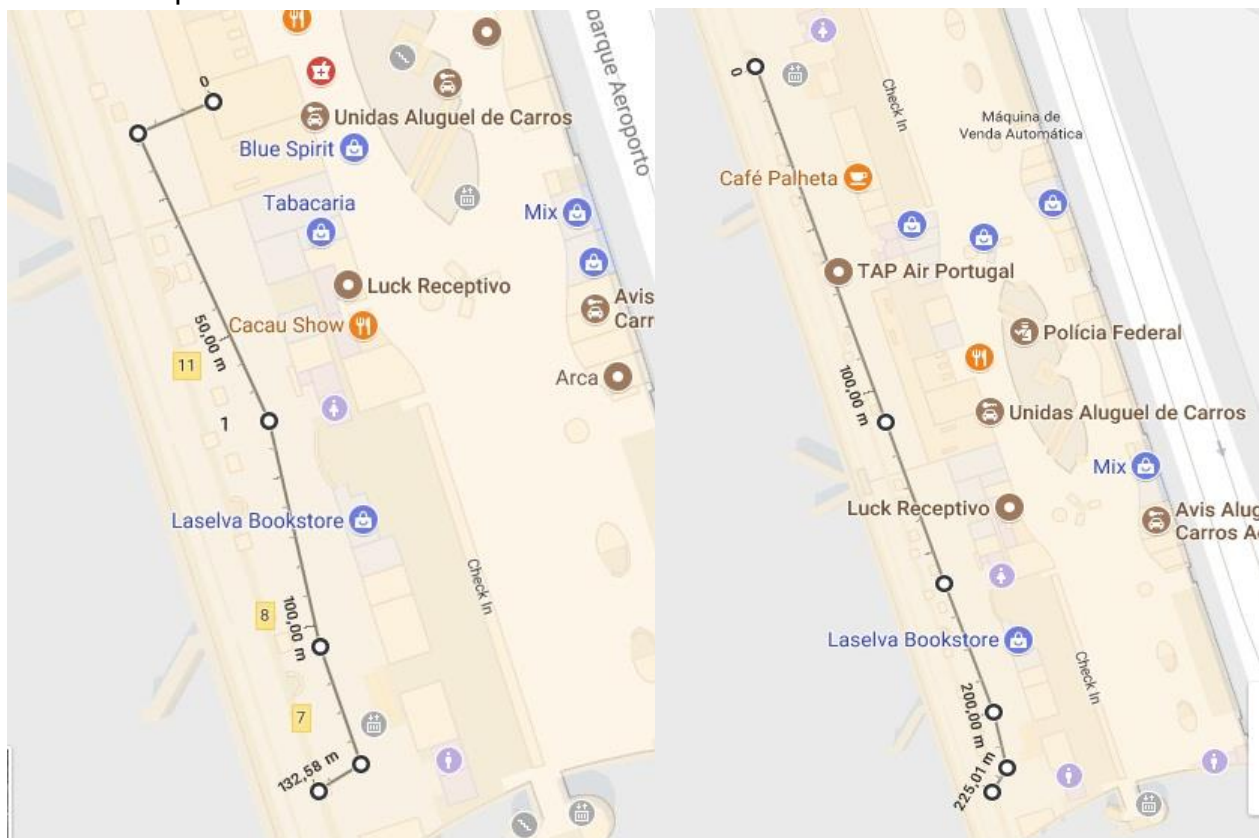 parque Aeroporto
0
Unidas Aluguel de Carros
Blue Spirit
Tabacaria
Mix
Luck Receptivo
Avis
Carr
Cacau Show
50,00 m
11
Arca
1
Laselva Bookstore
Check In
100,00 m
8
7
132,58 m
0
Check In
Máquina de
Venda Automática
Café Palheta
TAP Air Portugal
Polícia Federal
100,00 m
Unidas Aluguel de Carros
Mix
Luck Receptivo
Avis Alug
Carros A
Laselva Bookstore
Check In
200,00 m
225,01 m